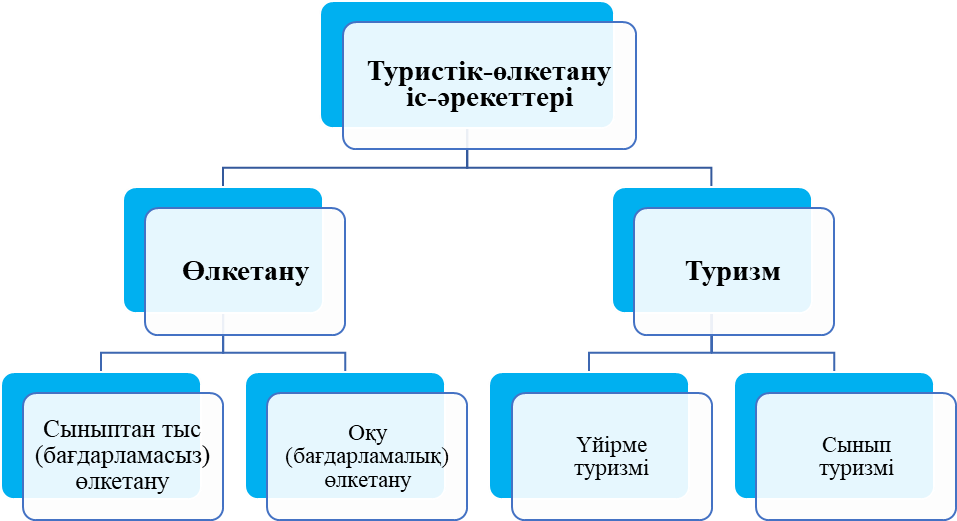 Туристік-өлкетану
іс-әрекеттері
Өлкетану
Туризм
Сыныптан тыс
(бағдарламасыз)
өлкетану
Оқу
(бағдарламалық)
өлкетану
Үйірме
туризмі
Сынып
туризмі